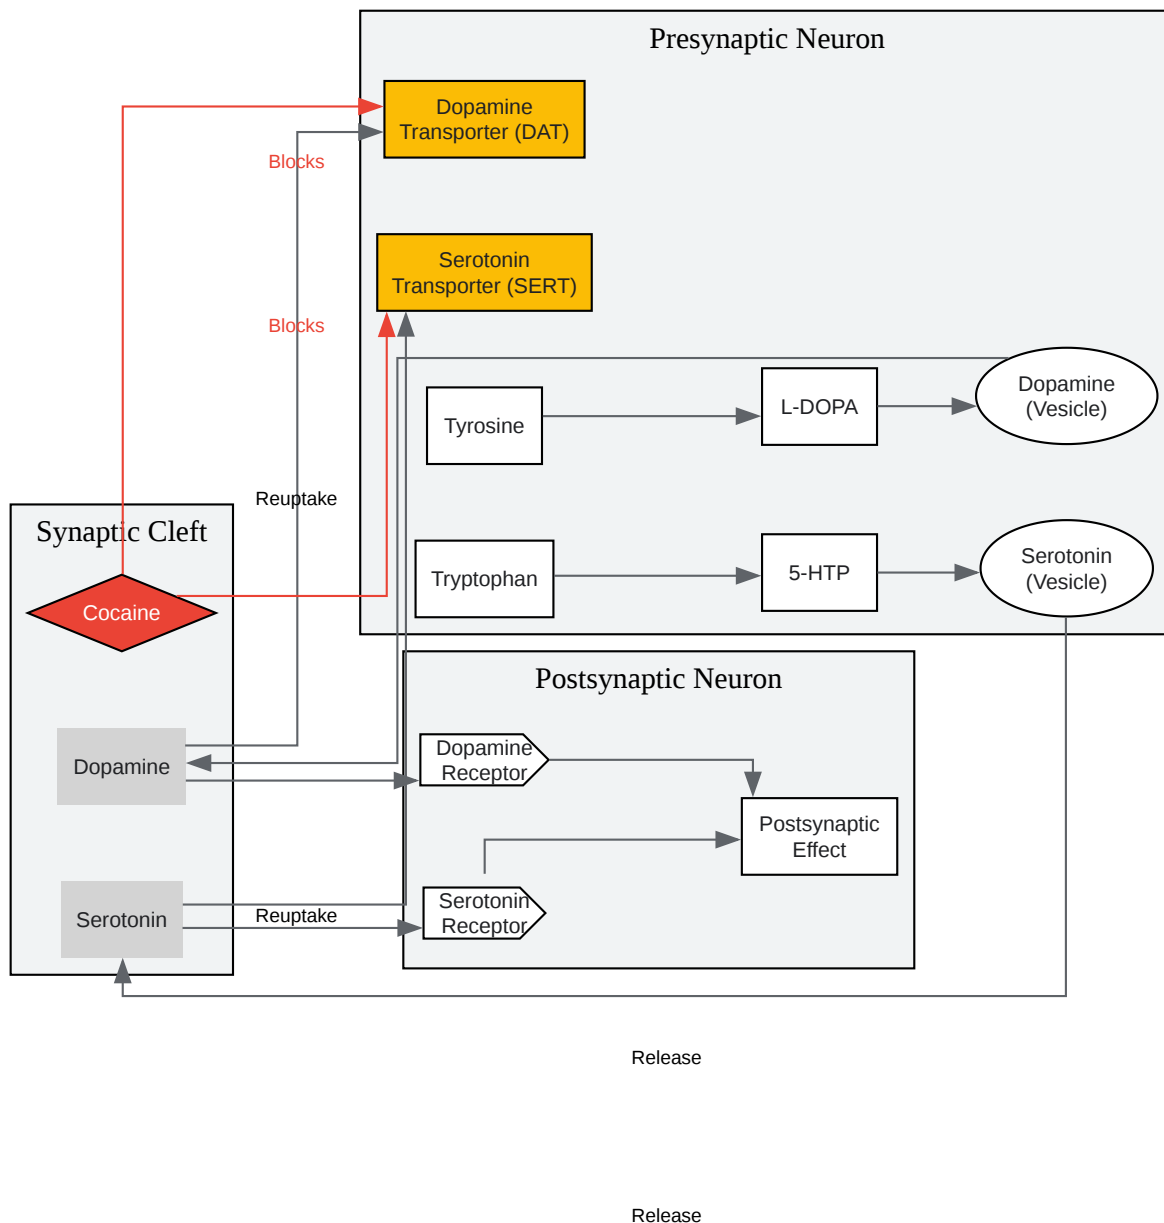 Presynaptic Neuron
Dopamine
Transporter (DAT)
Blocks
Serotonin
Transporter (SERT)
Blocks
Dopamine
(Vesicle)
L-DOPA
Tyrosine
Reuptake
Synaptic Cleft
Serotonin
(Vesicle)
5-HTP
Tryptophan
Cocaine
Postsynaptic Neuron
Dopamine
Receptor
Dopamine
Postsynaptic
Effect
Serotonin
Receptor
Serotonin
Reuptake
Release
Release